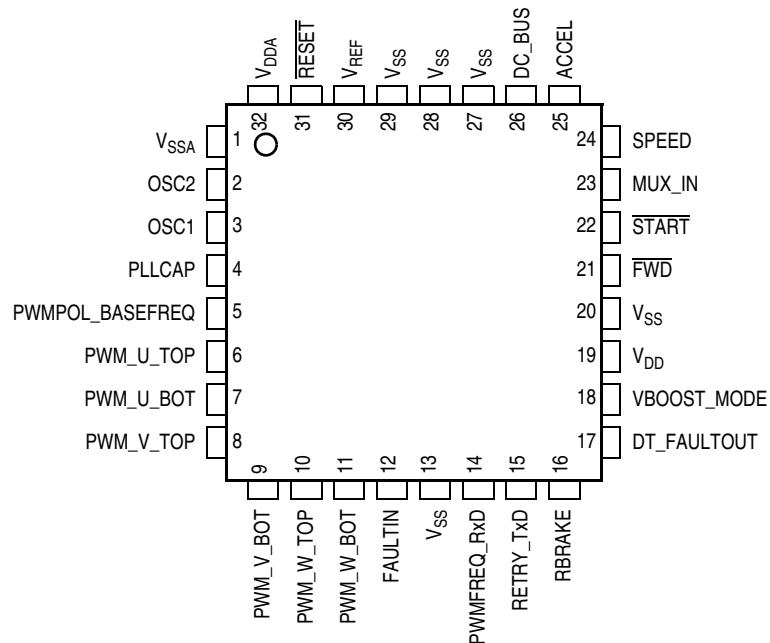 V_DDA
R̅E̅S̅E̅T̅
V_REF
V_SS
V_SS
V_SS
DC_BUS
ACCEL
32
31
30
29
28
27
26
25
V_SSA 1
OSC2 2
OSC1 3
PLLCAP 4
PWMPOL_BASEFREQ 5
PWM_U_TOP 6
PWM_U_BOT 7
PWM_V_TOP 8
24 SPEED
23 MUX_IN
22 S̅T̅A̅R̅T̅
21 F̅W̅D̅
20 V_SS
19 V_DD
18 VBOOST_MODE
17 DT_FAULTOUT
9
10
11
12
13
14
15
16
PWM_V_BOT
PWM_W_TOP
PWM_W_BOT
FAULTIN
V_SS
PWMFREQ_RxD
RETRY_TxD
RBRAKE